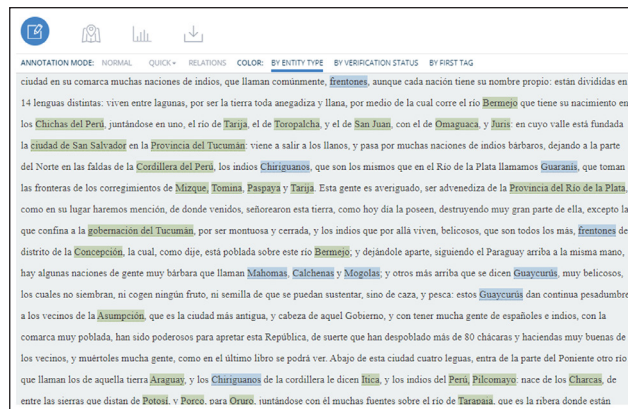 ANNOTATION MODE: NORMAL QUICK RELATIONS COLOR: BY ENTITY TYPE BY VERIFICATION STATUS BY FIRST TAG
ciudad en su comarca muchas naciones de indios, que llaman comúnmente, frentones, aunque cada nación tiene su nombre propio: están divididas en
14 lenguas distintas: viven entre lagunas, por ser la tierra toda anegadiza y llana, por medio de la cual corre el río Bermejo que tiene su nacimiento en
los Chichas del Perú, juntándose en uno, el río de Tarija, el de Toropalcha, y el de San Juan, con el de Omaguaca, y Juris: en cuyo valle está fundada
la ciudad de San Salvador en la Provincia del Tucumán: viene a salir a los llanos, y pasa por muchas naciones de indios bárbaros, dejando a la parte
del Norte en las faldas de la Cordillera del Perú, los indios Chiriguanos, que son los mismos que en el Río de la Plata llamamos Guaranís, que toman
las fronteras de los corregimientos de Mizque, Tomina, Paspaya y Tarija. Esta gente es averiguado, ser advenediza de la Provincia del Río de la Plata,
como en su lugar haremos mención, de donde venidos, señorearon esta tierra, como hoy día la poseen, destruyendo muy gran parte de ella, excepto la
que confina a la gobernación del Tucumán, por ser montuosa y cerrada, y los indios que por allá viven, belicosos, que son todos los más, frentones de
distrito de la Concepción, la cual, como dije, está poblada sobre este río Bermejo; y dejándole aparte, siguiendo el Paraguay arriba a la misma mano,
hay algunas naciones de gente muy bárbara que llaman Mahomas, Calchenas y Mogolas; y otros más arriba que se dicen Guaycurús, muy belicosos,
los cuales no siembran, ni cogen ningún fruto, ni semilla de que se puedan sustentar, sino de caza, y pesca: estos Guaycurús dan continua pesadumbre
a los vecinos de la Asumpción, que es la ciudad más antigua, y cabeza de aquel Gobierno, y con tener mucha gente de españoles e indios, con la
comarca muy poblada, han sido poderosos para apretar esta República, de suerte que han despoblado más de 80 chácaras y haciendas muy buenas de
los vecinos, y muértoles mucha gente, como en el último libro se podrá ver. Abajo de esta ciudad cuatro leguas, entra de la parte del Poniente otro río
que llaman los de aquella tierra Araguay, y los Chiriguanos de la cordillera le dicen Itica, y los indios del Perú, Pilcomayo: nace de los Charcas, de
entre las sierras que distan de Potosí, y Porco, para Oruro, juntándose con él muchas fuentes sobre el río de Tarapaia, que es la ribera donde están